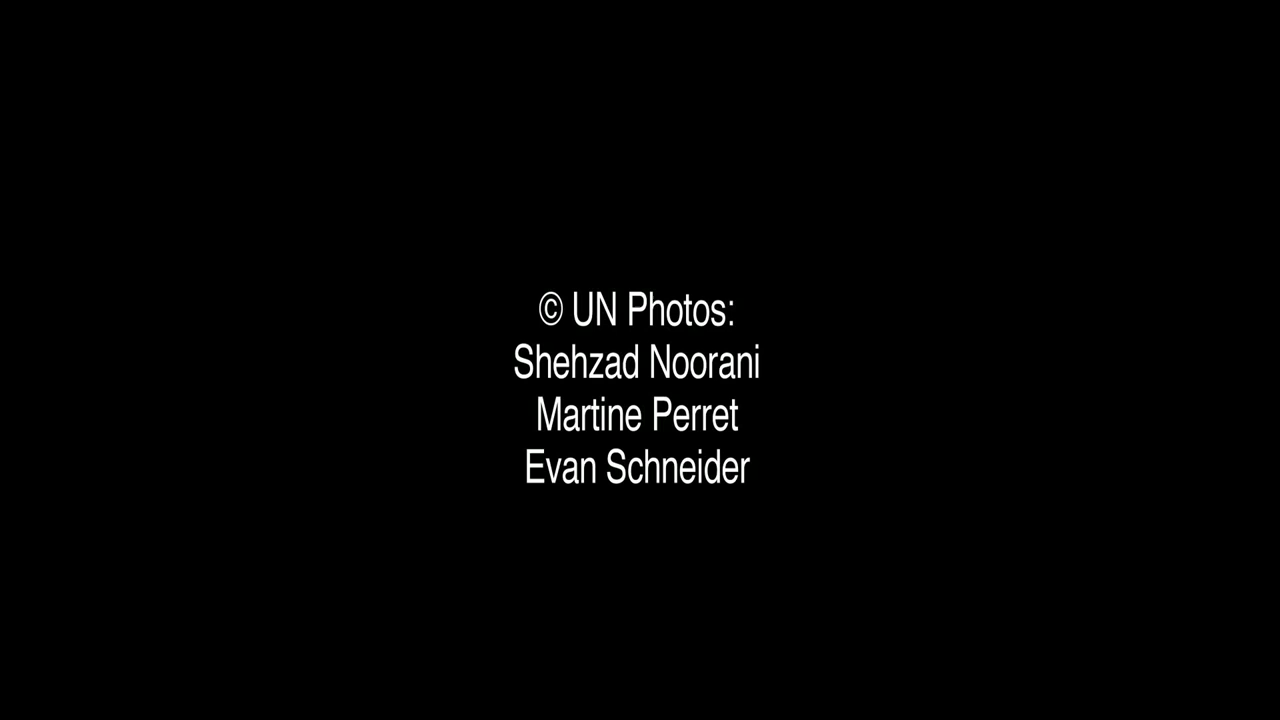 © UN Photos:
Shehzad Noorani
Martine Perret
Evan Schneider